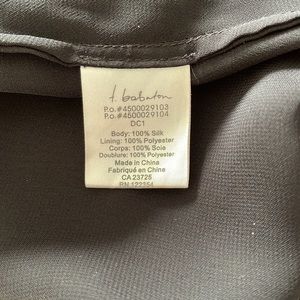 t. babaton
P.o.#4500029103
P.o.#4500029104
DC1
Body: 100% Silk
Lining: 100% Polyester
Corps: 100% Soie
Doublure: 100% Polyester
Made in China
Fabriqué en Chine
CA 23725
RN 122254